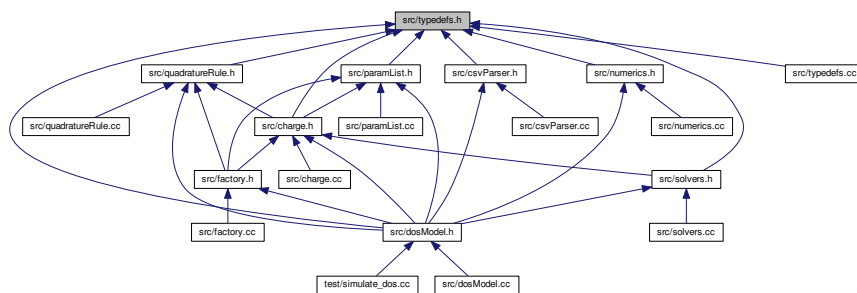 src/typedefs.h
src/quadratureRule.h
src/paramList.h
src/csvParser.h
src/numerics.h
src/typedefs.cc
src/quadratureRule.cc
src/charge.h
src/paramList.cc
src/csvParser.cc
src/numerics.cc
src/factory.h
src/charge.cc
src/solvers.h
src/factory.cc
src/dosModel.h
src/solvers.cc
test/simulate_dos.cc
src/dosModel.cc